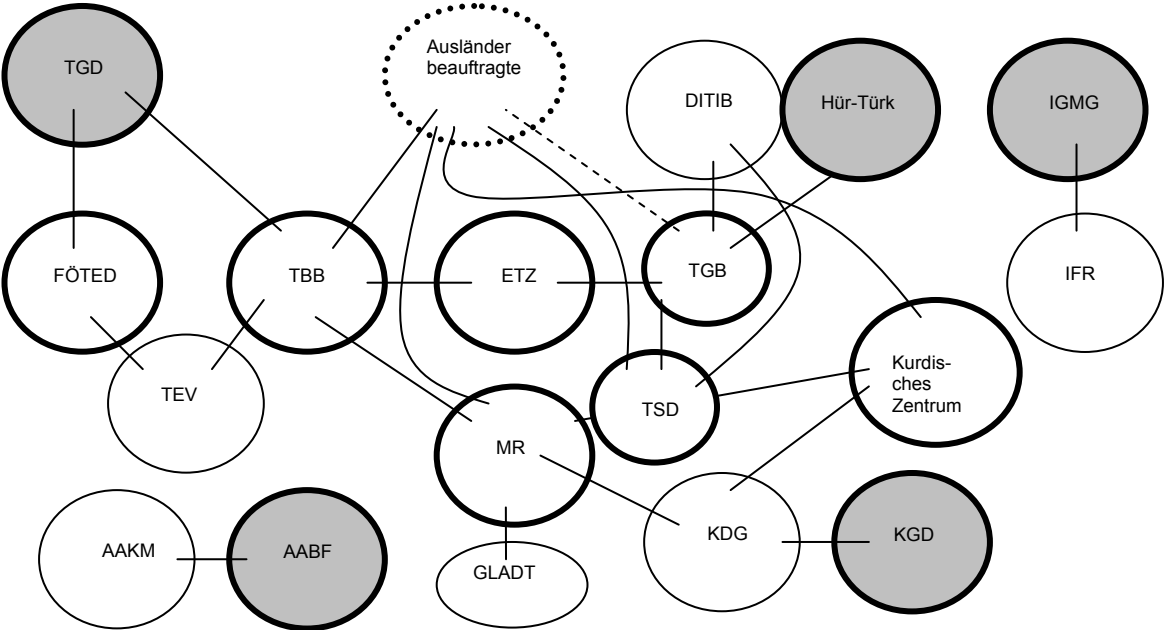 Ausländer
beauftragte
TGD
DITIB
Hür-Türk
IGMG
FÖTED
TBB
ETZ
TGB
IFR
TEV
TSD
Kurdis-
ches
Zentrum
MR
AAKM
AABF
GLADT
KDG
KGD